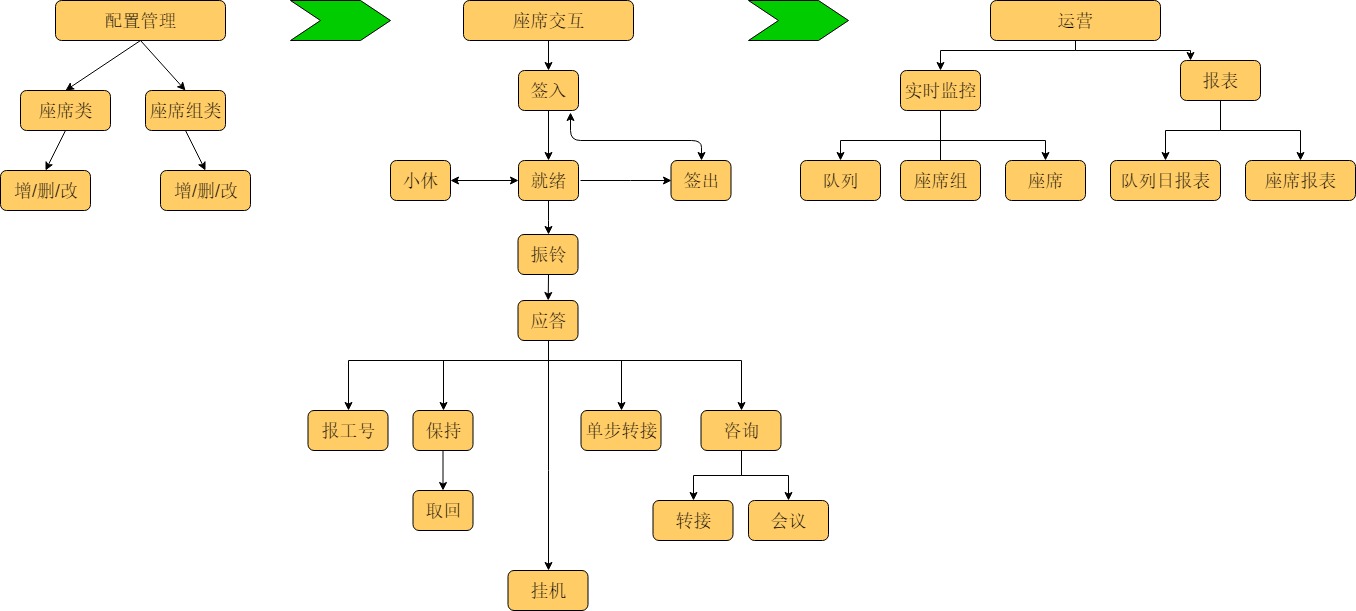 配置管理
座席交互
运营
座席类
座席组类
增/删/改
增/删/改
签入
小休
就绪
签出
振铃
应答
报工号
保持
单步转接
咨询
取回
转接
会议
挂机
实时监控
报表
队列
座席组
座席
队列日报表
座席报表